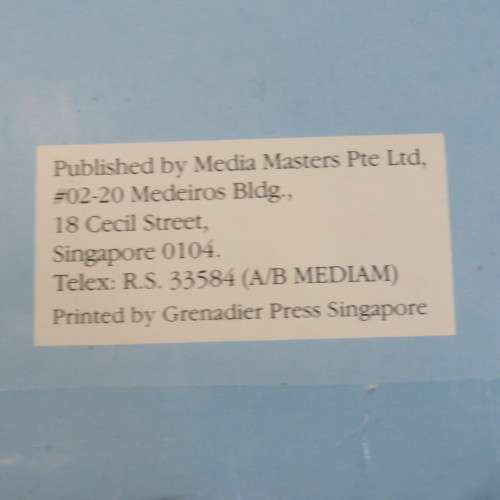 Published by Media Masters Pte Ltd,
#02-20 Medeiros Bldg.,
18 Cecil Street,
Singapore 0104.
Telex: R.S. 33584 (A/B MEDIAM)
Printed by Grenadier Press Singapore